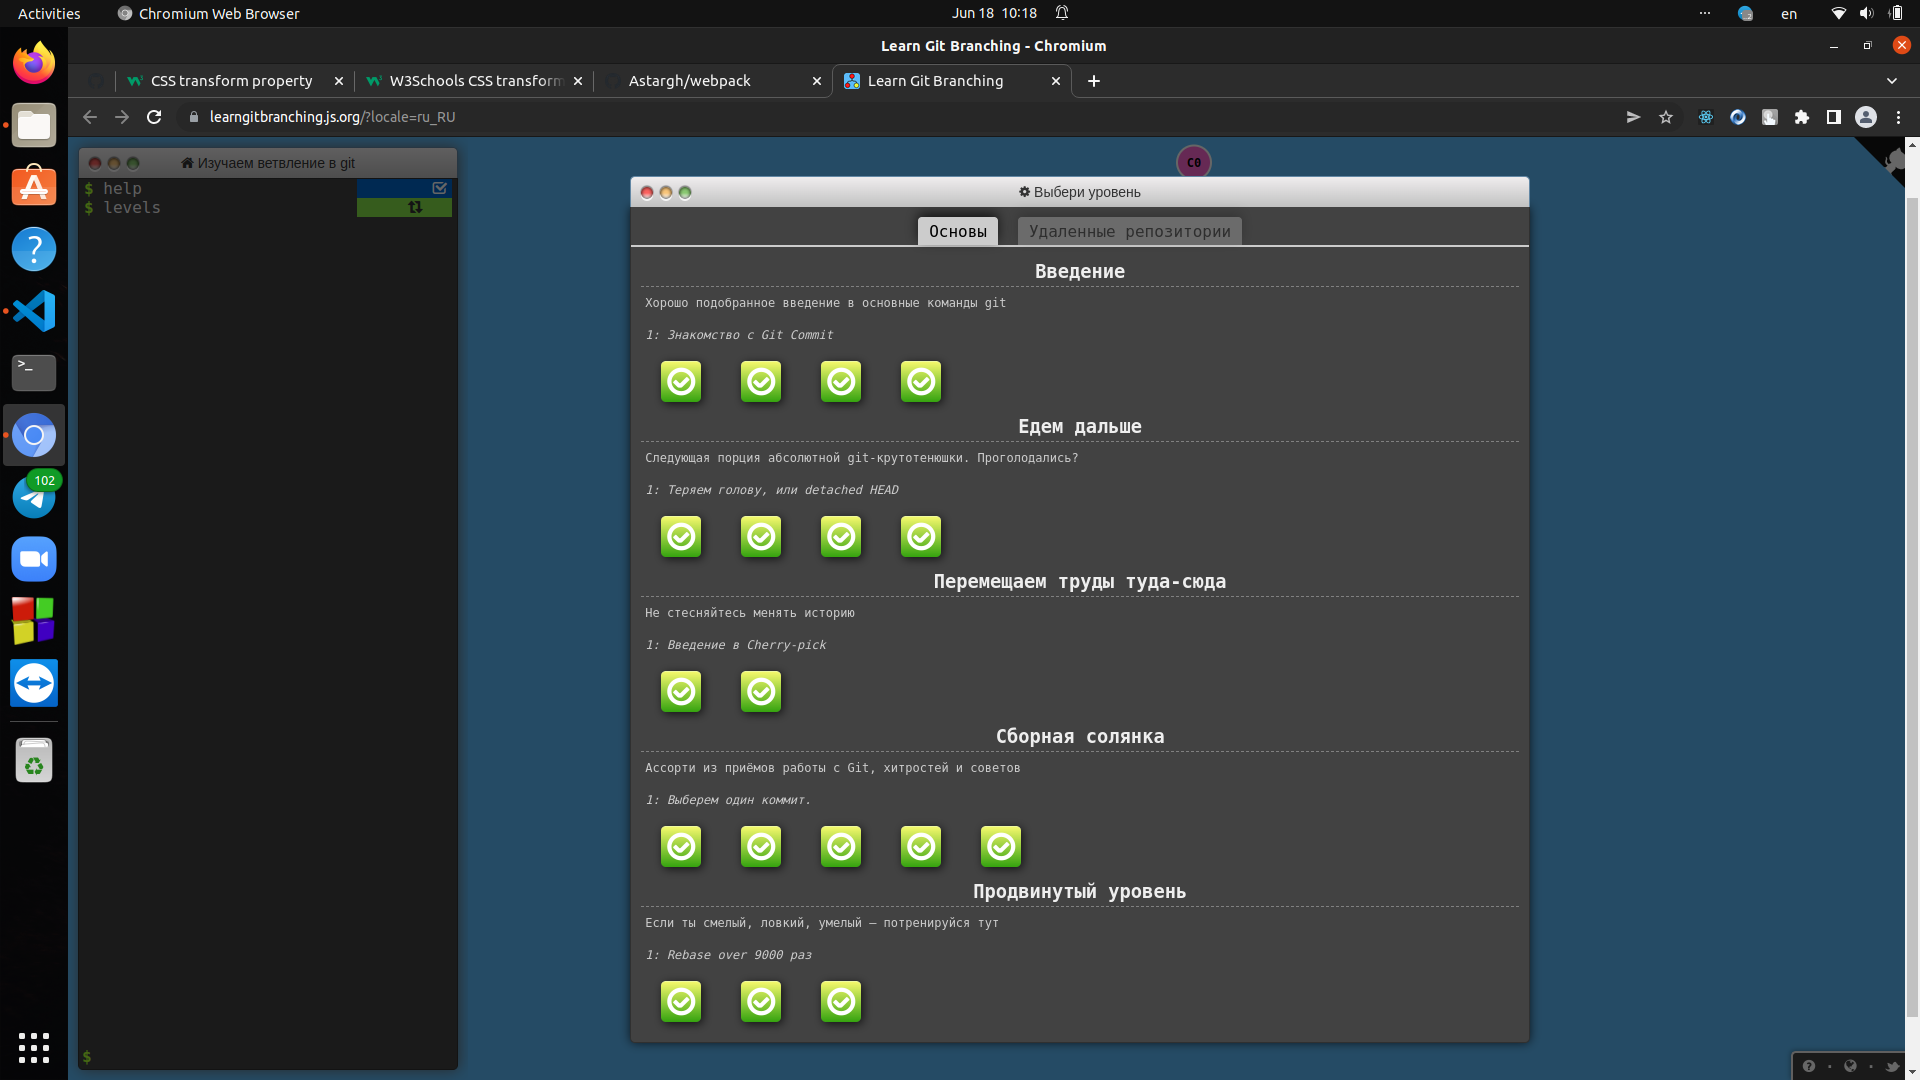 Activities
Chromium Web Browser
Jun 18 10:18
en
Learn Git Branching - Chromium
CSS transform property
W3Schools CSS transform
Astargh/webpack
Learn Git Branching
learngitbranching.js.org/?locale=ru_RU
Изучаем ветвление в git
$ help
$ levels
$
C0
Выбери уровень
Основы
Удаленные репозитории
Введение
Хорошо подобранное введение в основные команды git
1: Знакомство с Git Commit
Едем дальше
Следующая порция абсолютной git-крутотенюшки. Проголодались?
1: Теряем голову, или detached HEAD
Перемещаем труды туда-сюда
Не стесняйтесь менять историю
1: Введение в Cherry-pick
Сборная солянка
Ассорти из приёмов работы с Git, хитростей и советов
1: Выберем один коммит.
Продвинутый уровень
Если ты смелый, ловкий, умелый — потренируйся тут
1: Rebase over 9000 раз
102